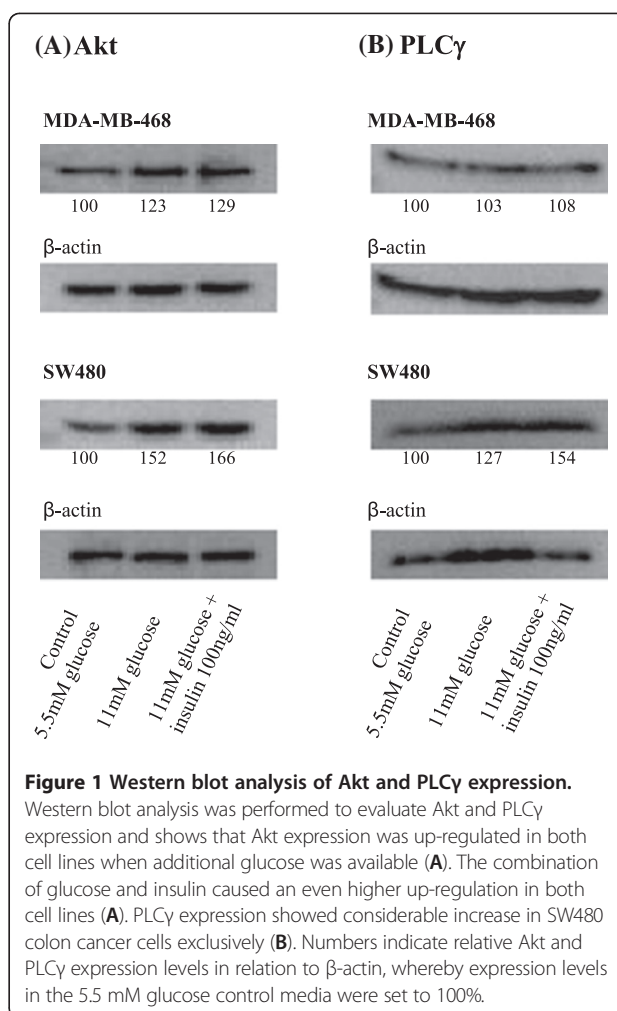 (A) Akt
(B) PLCγ
MDA-MB-468
100 123 129
β-actin
SW480
100 152 166
β-actin
MDA-MB-468
100 103 108
β-actin
SW480
100 127 154
β-actin
Control
5.5mM glucose
11mM glucose
11mM glucose +
insulin 100ng/ml
Control
5.5mM glucose
11mM glucose
11mM glucose +
insulin 100ng/ml
Figure 1 Western blot analysis of Akt and PLCγ expression.
Western blot analysis was performed to evaluate Akt and PLCγ
expression and shows that Akt expression was up-regulated in both
cell lines when additional glucose was available (A). The combination
of glucose and insulin caused an even higher up-regulation in both
cell lines (A). PLCγ expression showed considerable increase in SW480
colon cancer cells exclusively (B). Numbers indicate relative Akt and
PLCγ expression levels in relation to β-actin, whereby expression levels
in the 5.5 mM glucose control media were set to 100%.